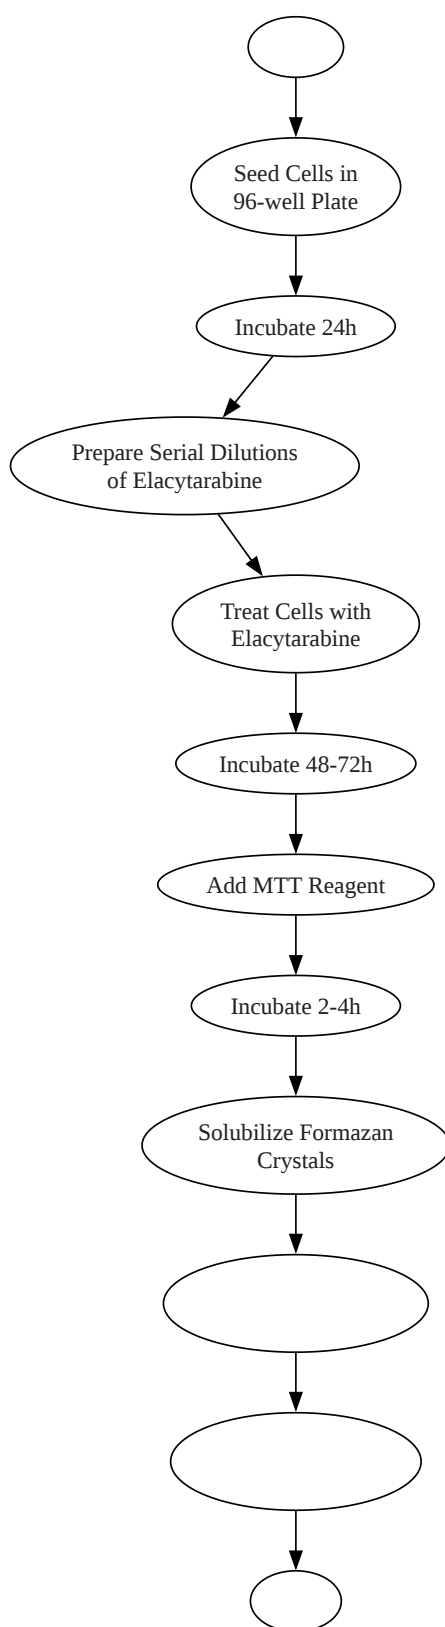 Seed Cells in
96-well Plate
Incubate 24h
Prepare Serial Dilutions
of Elacytarabine
Treat Cells with
Elacytarabine
Incubate 48-72h
Add MTT Reagent
Incubate 2-4h
Solubilize Formazan
Crystals